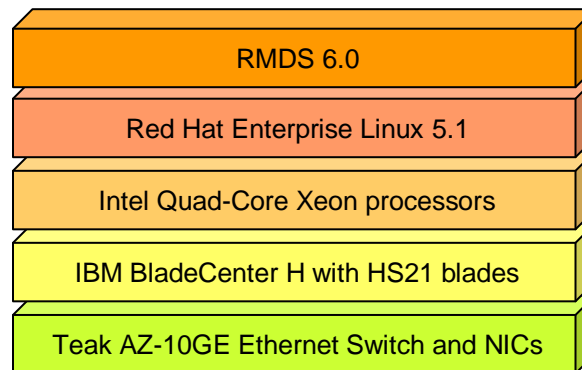 RMDS 6.0
Red Hat Enterprise Linux 5.1
Intel Quad-Core Xeon processors
IBM BladeCenter H with HS21 blades
Teak AZ-10GE Ethernet Switch and NICs